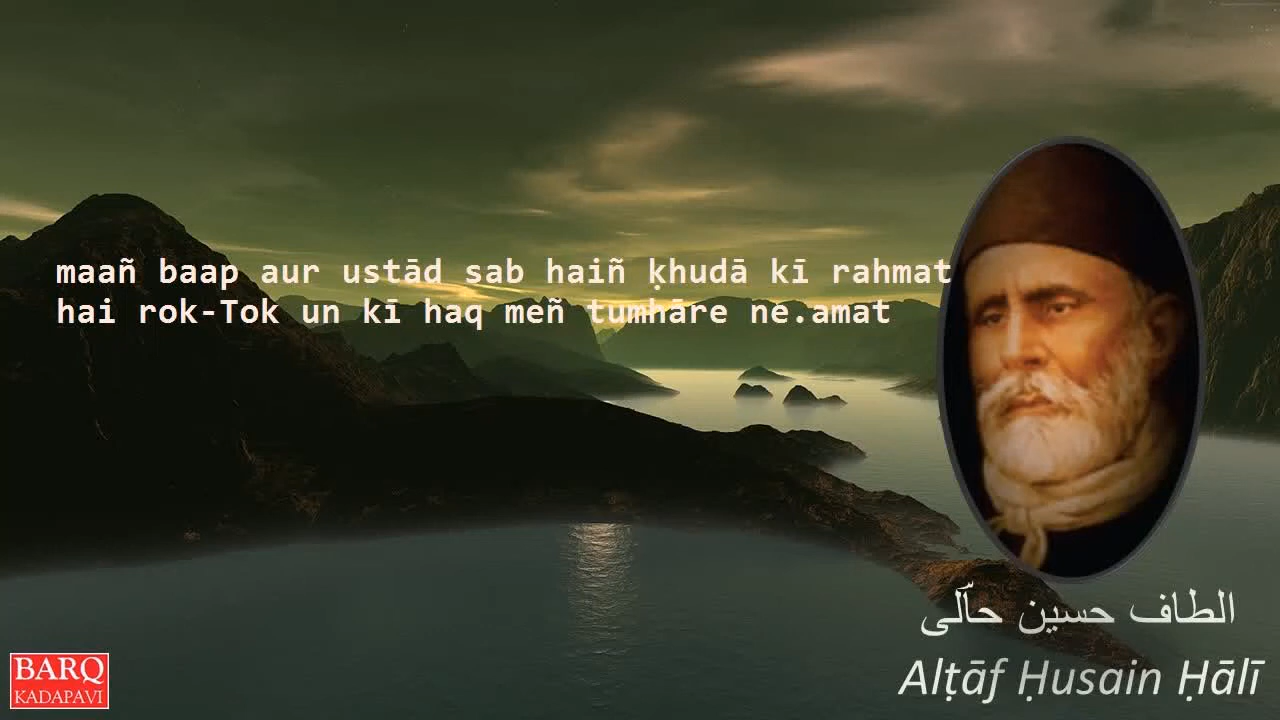 maañ baap aur ustād sab haiñ ḳhudā kī rahmat
hai rok-Tok un kī haq meñ tumhāre ne.amat
الطاف حسین حالؔی
Alt̤āf Ḥusain Ḥālī
BARQ
KADAPAVI